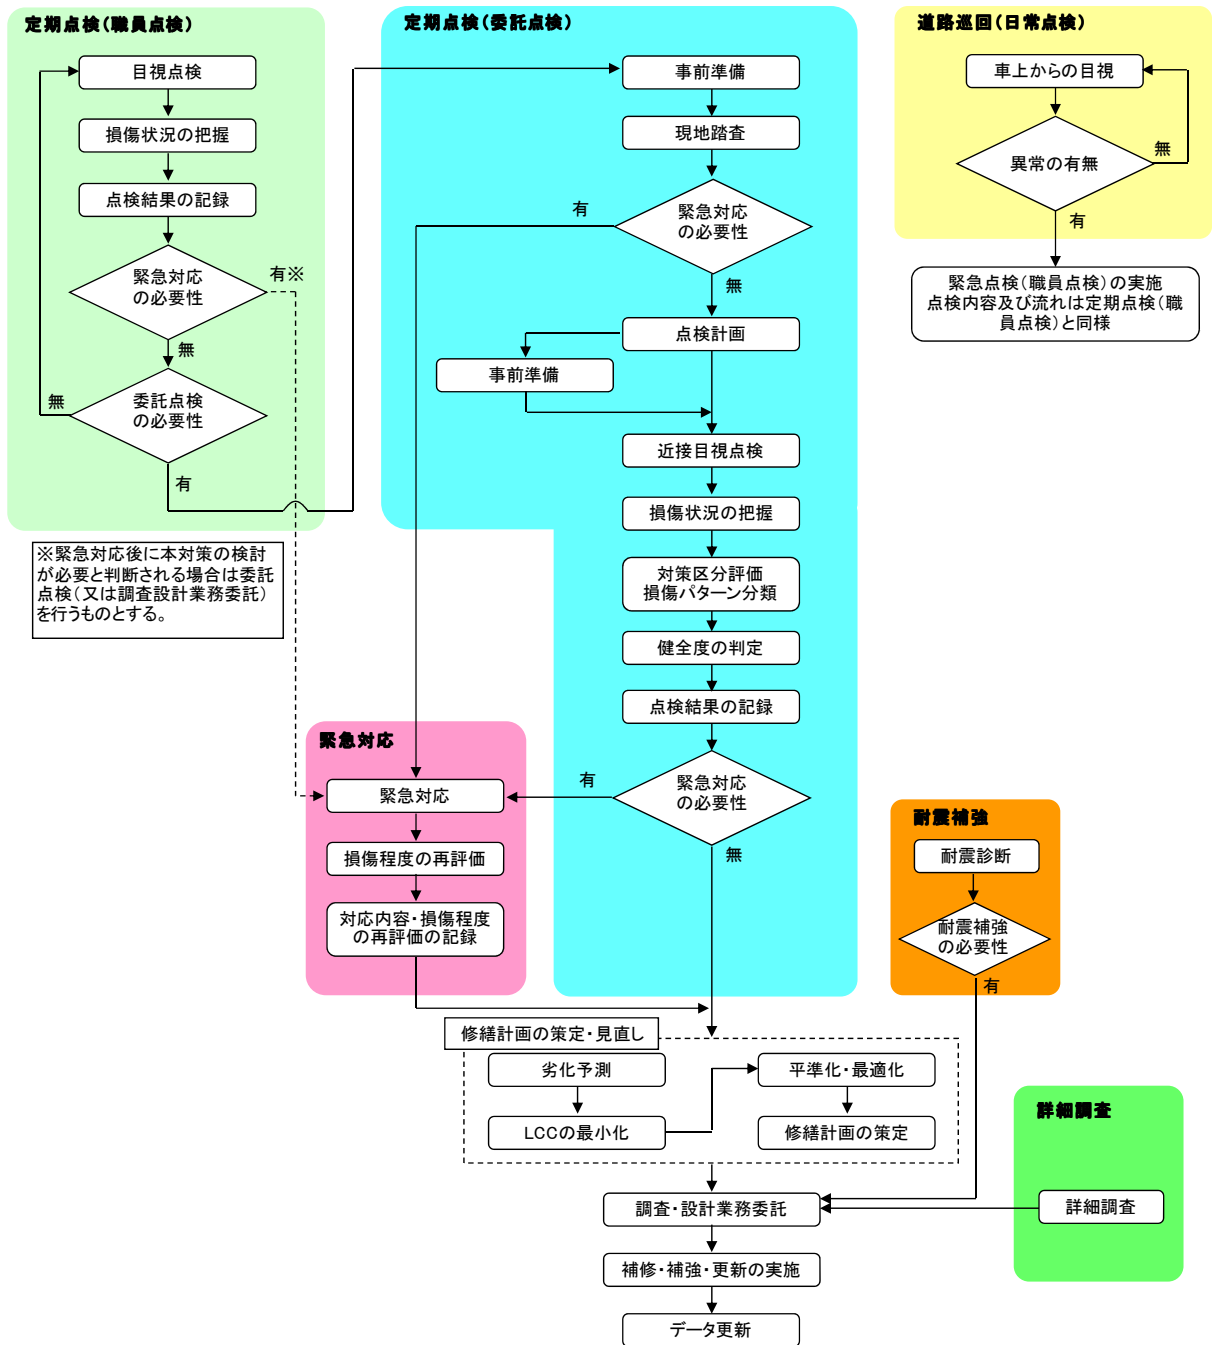 定期点検（職員点検）
目視点検
損傷状況の把握
点検結果の記録
緊急対応
の必要性
有※
無
委託点検
の必要性
無
有
※緊急対応後に本対策の検討
が必要と判断される場合は委託
点検（又は調査設計業務委託）
を行うものとする。
定期点検（委託点検）
事前準備
現地踏査
緊急対応
の必要性
有
無
点検計画
事前準備
近接目視点検
損傷状況の把握
対策区分評価
損傷パターン分類
健全度の判定
点検結果の記録
緊急対応
の必要性
有
無
道路巡回（日常点検）
車上からの目視
異常の有無
無
有
緊急点検（職員点検）の実施
点検内容及び流れは定期点検（職
員点検）と同様
緊急対応
緊急対応
損傷程度の再評価
対応内容・損傷程度
の再評価の記録
耐震補強
耐震診断
耐震補強
の必要性
有
修繕計画の策定・見直し
劣化予測
LCCの最小化
平準化・最適化
修繕計画の策定
詳細調査
詳細調査
調査・設計業務委託
補修・補強・更新の実施
データ更新